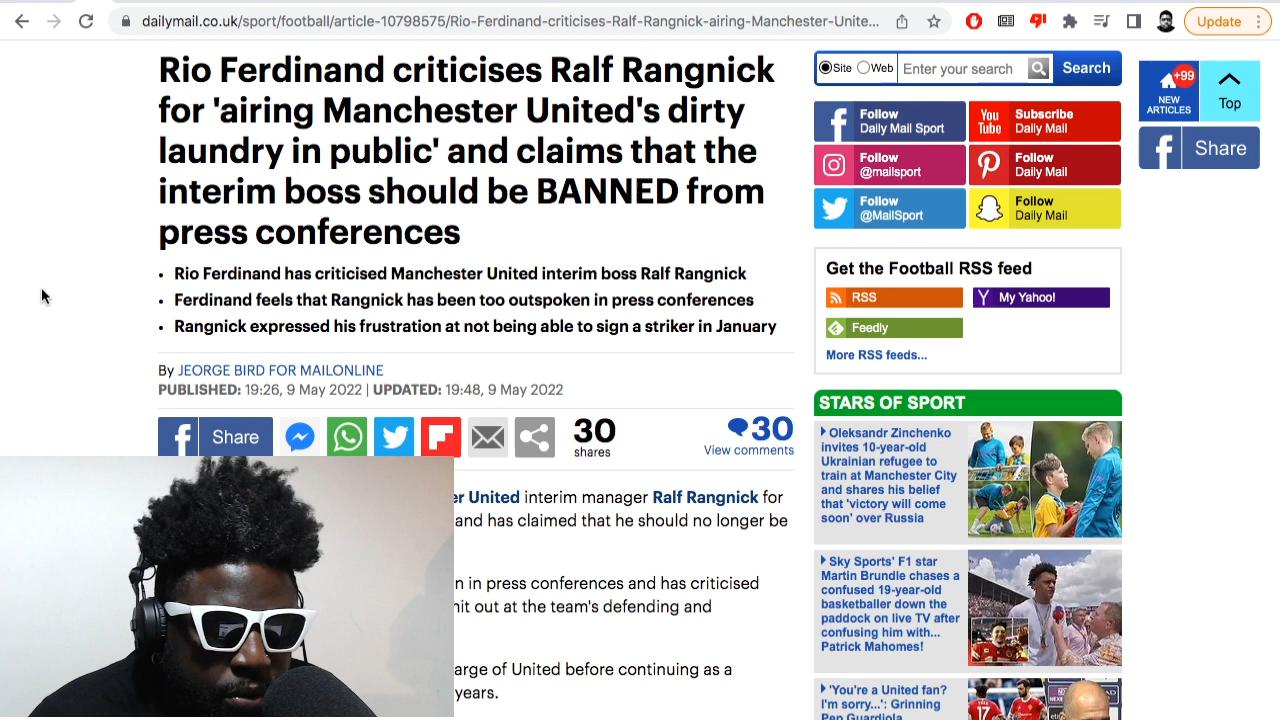 dailymail.co.uk/sport/football/article-10798575/Rio-Ferdinand-criticises-Ralf-Rangnick-airing-Manchester-Unite...
Update
Rio Ferdinand criticises Ralf Rangnick
for 'airing Manchester United's dirty
laundry in public' and claims that the
interim boss should be BANNED from
press conferences
• Rio Ferdinand has criticised Manchester United interim boss Ralf Rangnick
• Ferdinand feels that Rangnick has been too outspoken in press conferences
• Rangnick expressed his frustration at not being able to sign a striker in January
By JEORGE BIRD FOR MAILONLINE
PUBLISHED: 19:26, 9 May 2022 | UPDATED: 19:48, 9 May 2022
Share
30
shares
30
View comments
er United interim manager Ralf Rangnick for
and has claimed that he should no longer be
n in press conferences and has criticised
hit out at the team's defending and
arge of United before continuing as a
years.
Site Web Enter your search Search
Follow
Daily Mail Sport
You
Tube
Subscribe
Daily Mail
Follow
@mailsport
Follow
Daily Mail
Follow
@MailSport
Follow
Daily Mail
Get the Football RSS feed
RSS
Y My Yahoo!
Feedly
More RSS feeds...
STARS OF SPORT
Oleksandr Zinchenko
invites 10-year-old
Ukrainian refugee to
train at Manchester City
and shares his belief
that 'victory will come
soon' over Russia
Sky Sports' F1 star
Martin Brundle chases a
confused 19-year-old
basketballer down the
paddock on live TV after
confusing him with...
Patrick Mahomes!
'You're a United fan?
I'm sorry...': Grinning
Pep Guardiola
17
+99
NEW
ARTICLES
Top
Share